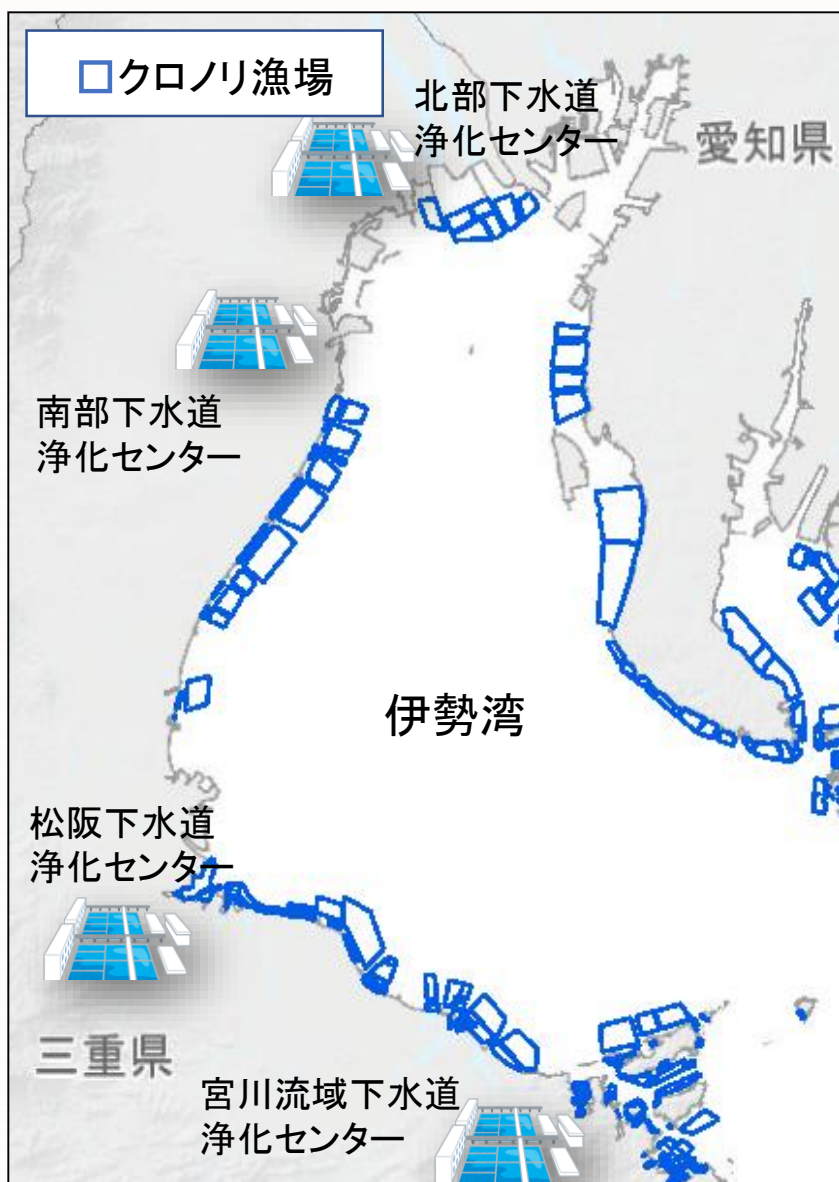 クロノリ漁場
北部下水道
浄化センター
愛知県
南部下水道
浄化センター
伊勢湾
松阪下水道
浄化センター
三重県
宮川流域下水道
浄化センター